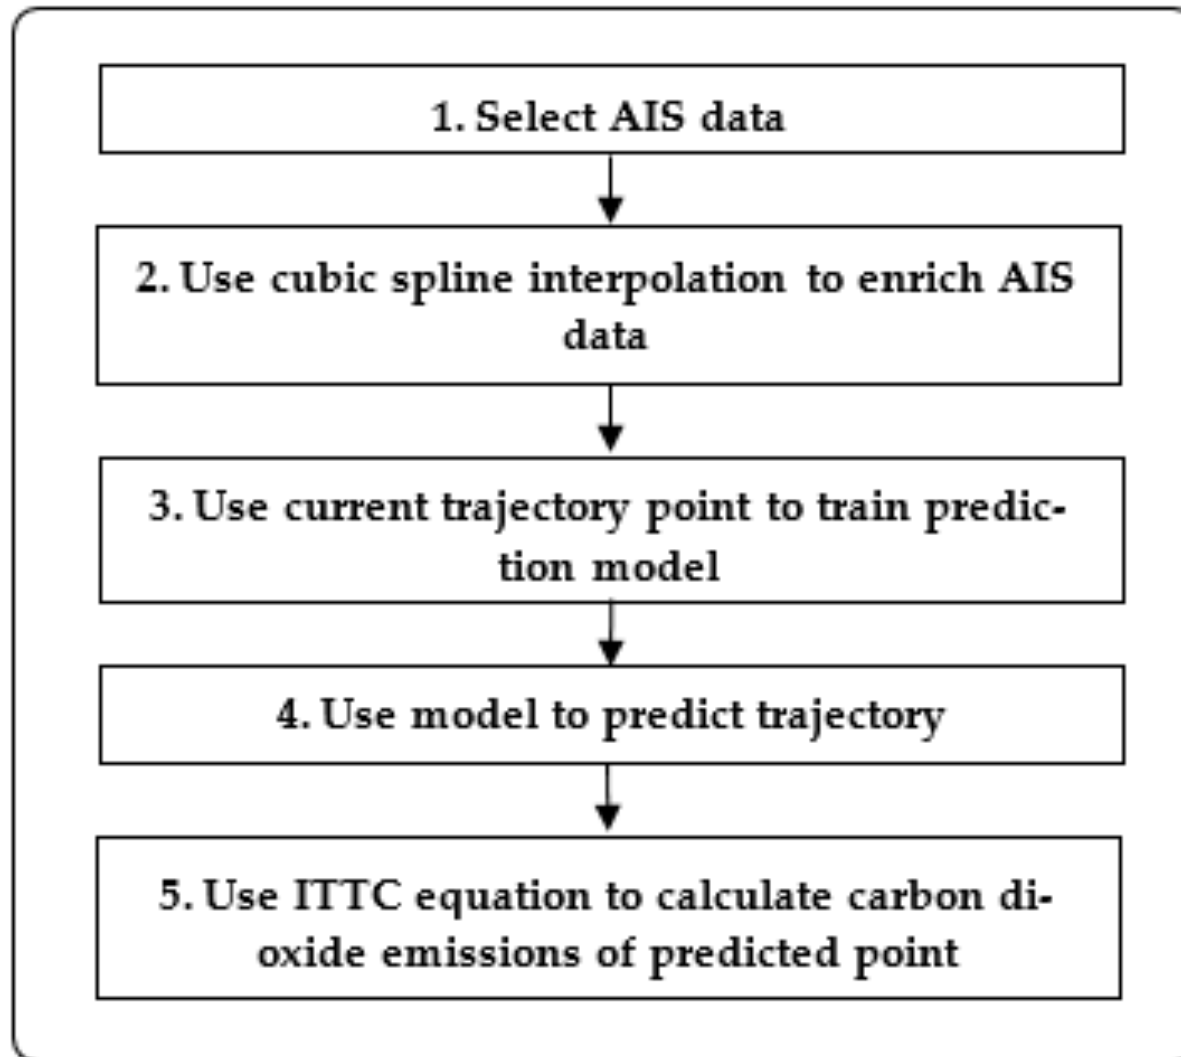 1. Select AIS data
2. Use cubic spline interpolation to enrich AIS
data
3. Use current trajectory point to train predic-
tion model
4. Use model to predict trajectory
5. Use ITTC equation to calculate carbon di-
oxide emissions of predicted point